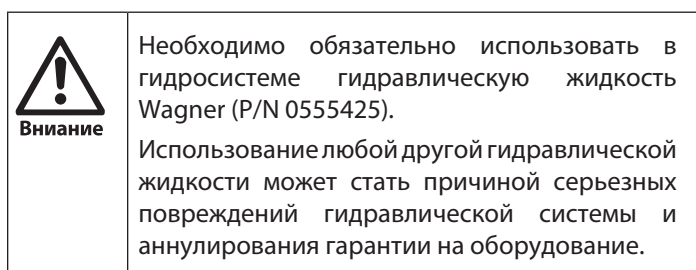 Вниание
Необходимо обязательно использовать в
гидросистеме гидравлическую жидкость
Wagner (P/N 0555425).
Использование любой другой гидравлической
жидкости может стать причиной серьезных
повреждений гидравлической системы и
аннулирования гарантии на оборудование.